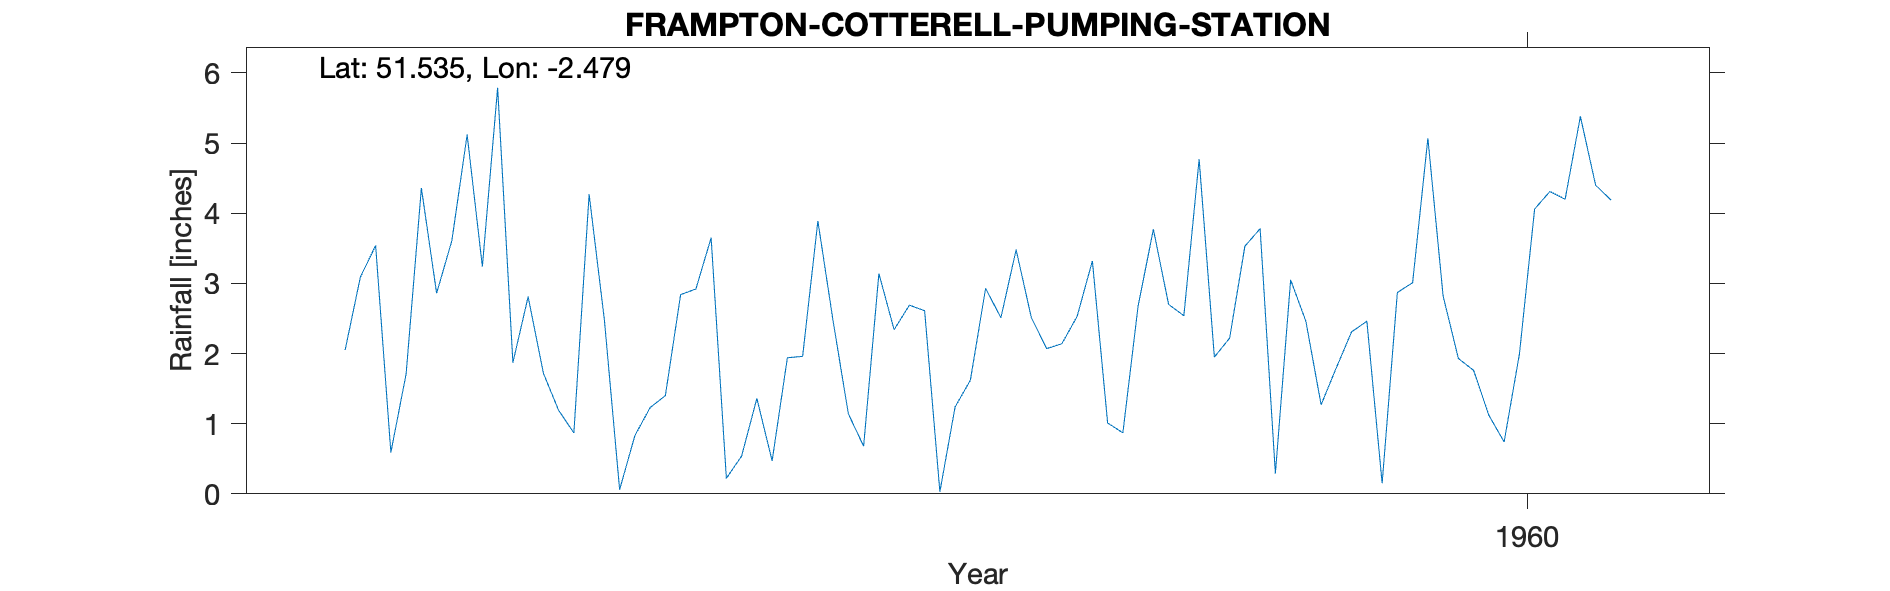 FRAMPTON-COTTERELL-PUMPING-STATION
Lat: 51.535, Lon: -2.479
6
5
4
3
2
1
0
Rainfall [inches]
1960
Year